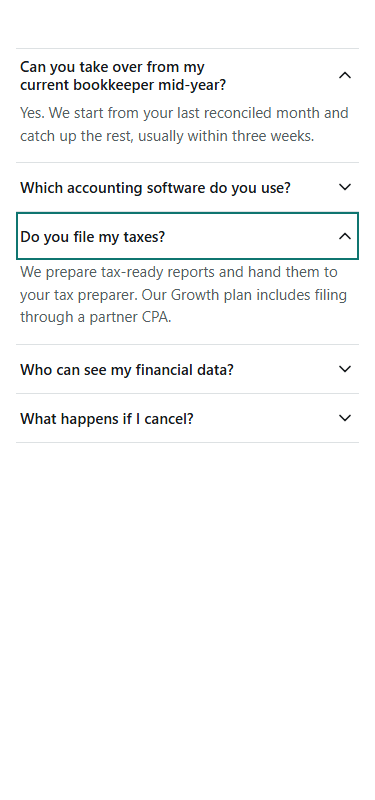 Can you take over from my
current bookkeeper mid-year?
Yes. We start from your last reconciled month and
catch up the rest, usually within three weeks.
Which accounting software do you use?
Do you file my taxes?
We prepare tax-ready reports and hand them to
your tax preparer. Our Growth plan includes filing
through a partner CPA.
Who can see my financial data?
What happens if I cancel?